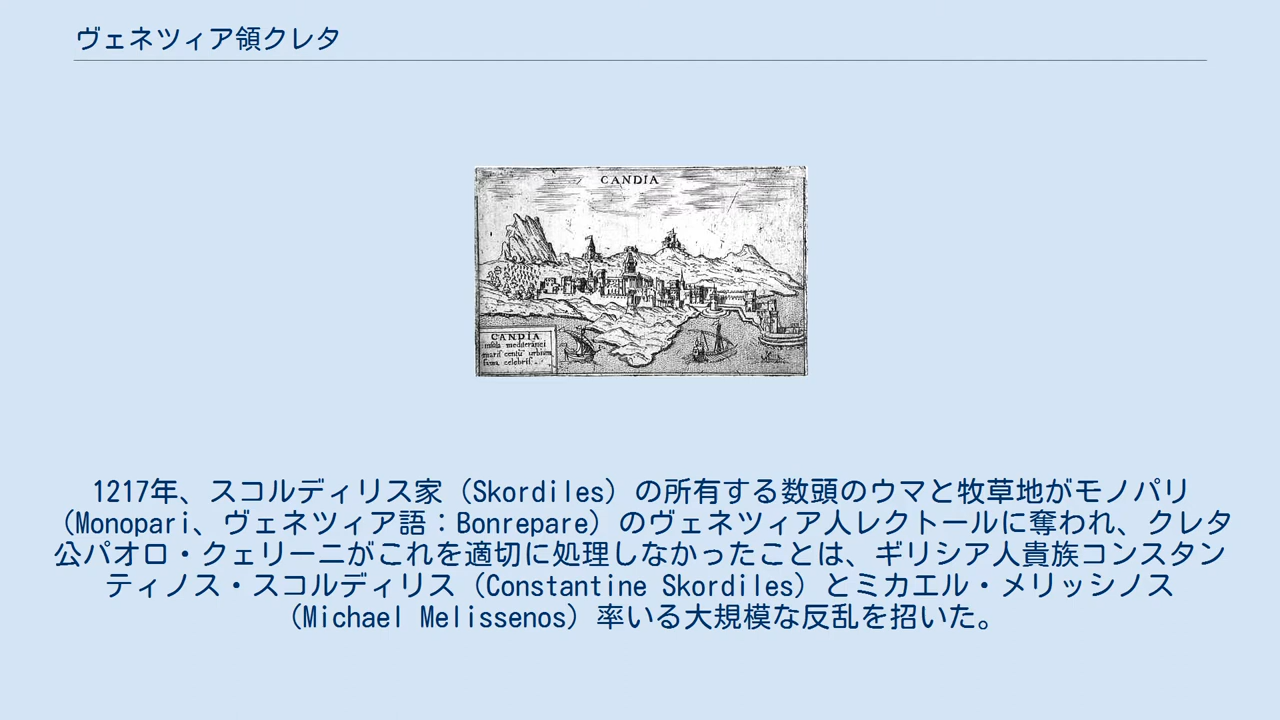 ヴェネツィア領クレタ
CANDIA
CANDIA
insula mediterānei
maris centū urbium
fama celebris.
1217年、スコルディリス家（Skordiles）の所有する数頭のウマと牧草地がモノパリ
（Monopari、ヴェネツィア語：Bonrepare）のヴェネツィア人レクトールに奪われ、クレタ
公パオロ・クェリーニがこれを適切に処理しなかったことは、ギリシア人貴族コンスタン
ティノス・スコルディリス（Constantine Skordiles）とミカエル・メリッシノス
（Michael Melissenos）率いる大規模な反乱を招いた。